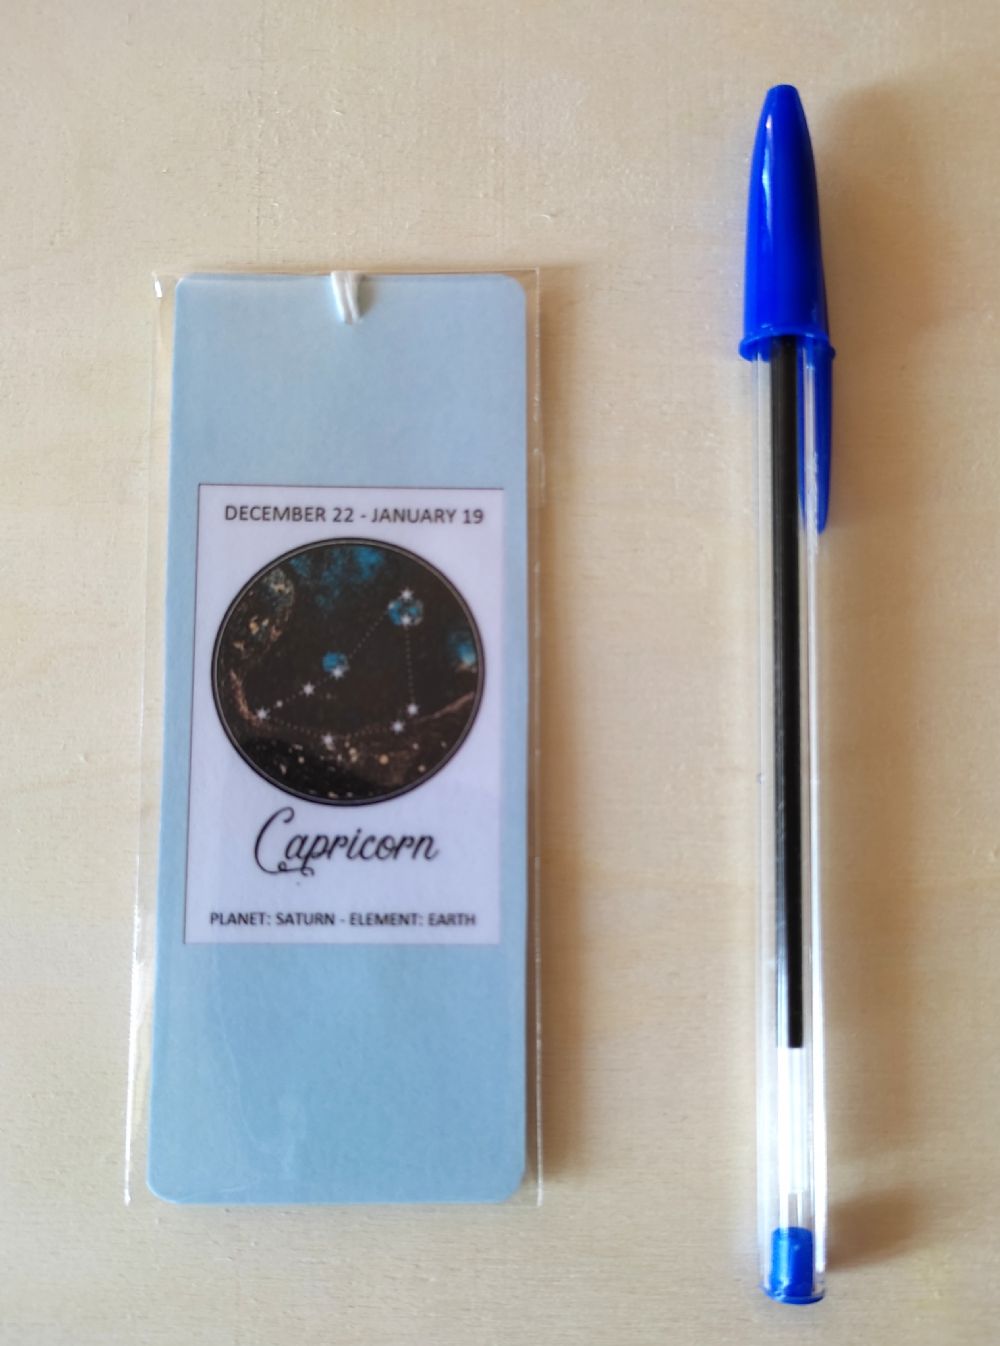 DECEMBER 22 - JANUARY 19
Capricorn
PLANET: SATURN - ELEMENT: EARTH